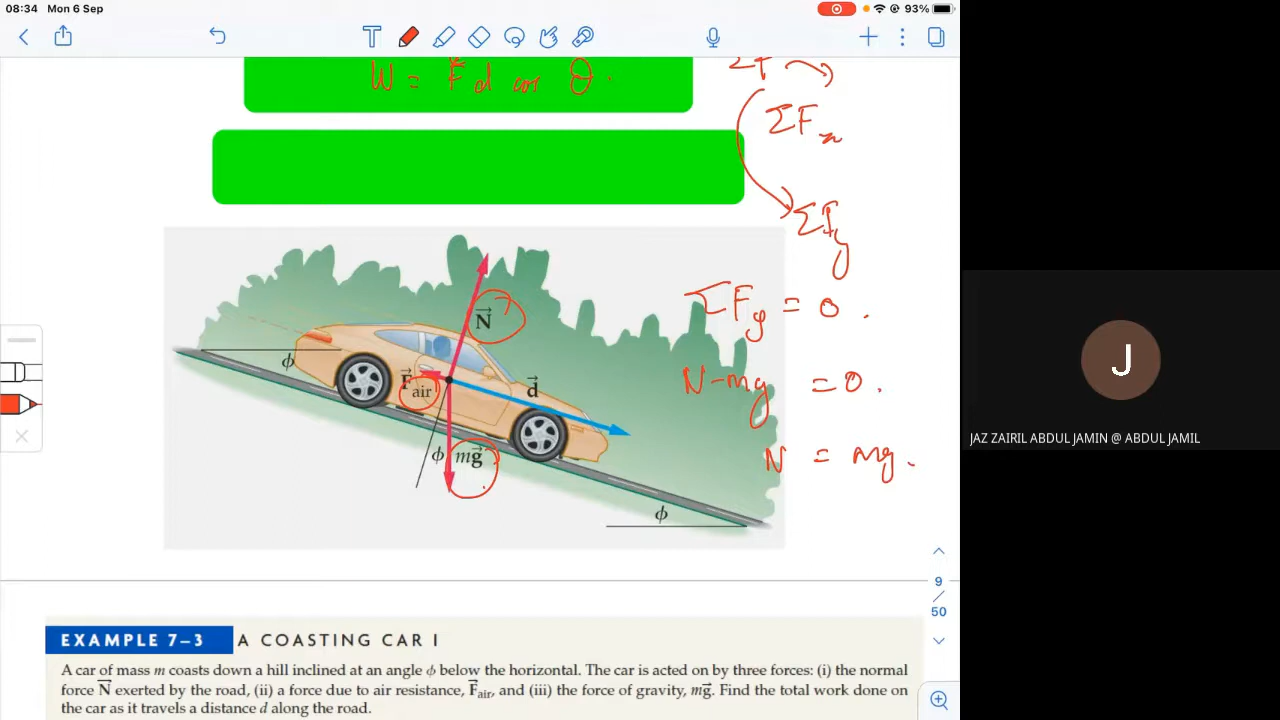 08:34 Mon 6 Sep
93%
W = F d cos θ.
ΣF
ΣFx
ΣFy
ΣFy = 0.
N - mg = 0.
N = mg.
N
F air
d
ϕ
ϕ mg
ϕ
9
/
50
EXAMPLE 7–3 A COASTING CAR I
A car of mass m coasts down a hill inclined at an angle ϕ below the horizontal. The car is acted on by three forces: (i) the normal
force N exerted by the road, (ii) a force due to air resistance, Fair, and (iii) the force of gravity, mg. Find the total work done on
the car as it travels a distance d along the road.
J
JAZ ZAIRIL ABDUL JAMIN @ ABDUL JAMIL